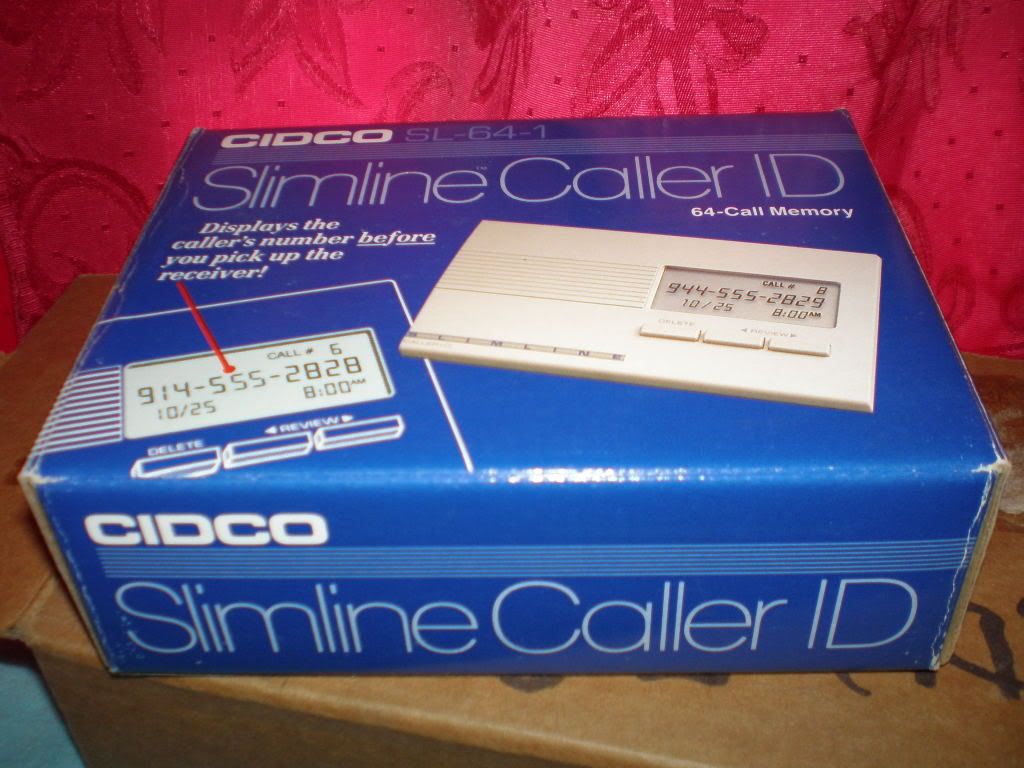 CIDCO SL-64-1
Slimline™ Caller ID
64-Call Memory
Displays the
caller's number before
you pick up the
receiver!
CALL # 6
914-555-2828
10/25 8:00AM
DELETE ◄ REVIEW ►
CALL # 8
944-555-2829
10/25 8:00AM
DELETE ◄ REVIEW ►
SLIMLINE
CIDCO
Slimline Caller ID